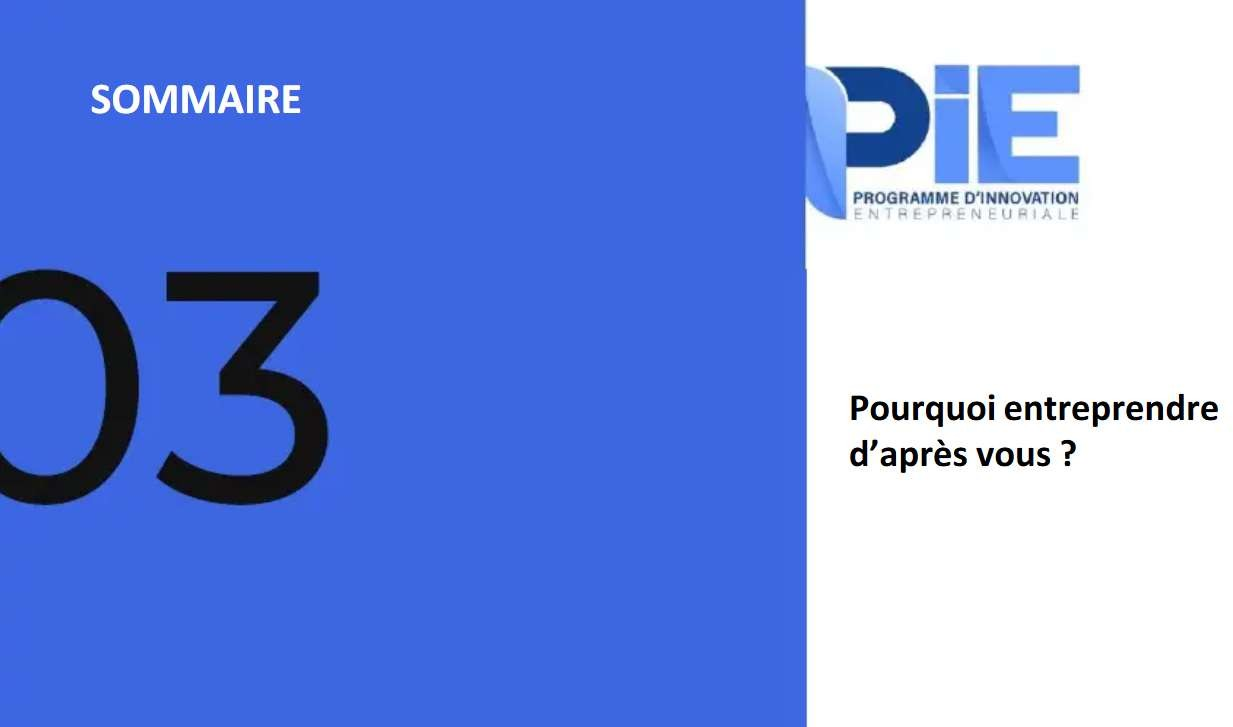 SOMMAIRE
PiE
PROGRAMME D'INNOVATION
ENTREPRENEURIALE
03
Pourquoi entreprendre
d’après vous ?